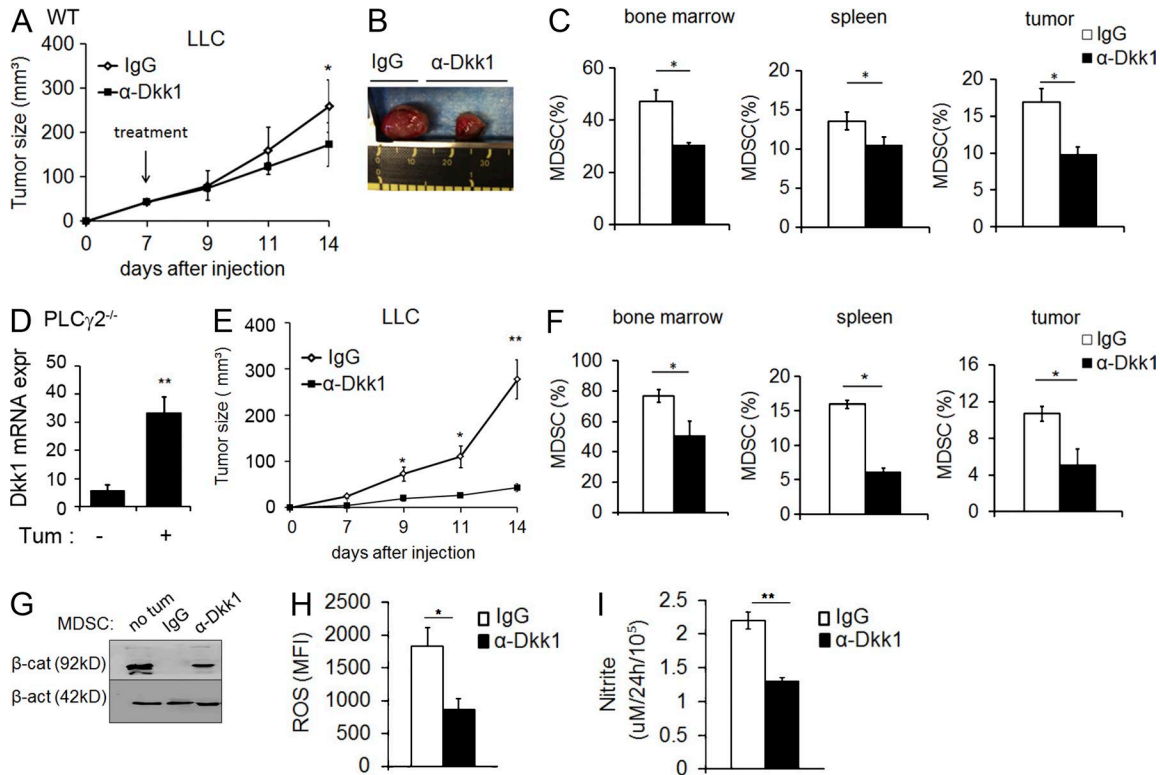 A
WT
LLC
Tumor size (mm³)
400
300
200
100
0
IgG
α-Dkk1
treatment
*
0 7 9 11 14
days after injection
B
IgG α-Dkk1
0 10 20 30
0 1
C
bone marrow
MDSC(%)
60
40
20
0
*
spleen
MDSC(%)
20
15
10
5
0
*
tumor
MDSC(%)
20
15
10
5
0
*
IgG
α-Dkk1
D
PLCγ2-/-
Dkk1 mRNA expr
50
40
30
20
10
0
**
Tum : - +
E
LLC
Tumor size ( mm³)
400
300
200
100
0
IgG
α-Dkk1
* * **
0 7 9 11 14
days after injection
F
bone marrow
MDSC (%)
100
80
60
40
20
0
*
spleen
MDSC (%)
20
15
10
5
0
*
tumor
MDSC (%)
12
9
6
3
0
*
IgG
α-Dkk1
G
MDSC: no tum IgG α-Dkk1
β-cat (92kD)
β-act (42kD)
H
ROS (MFI)
2500
2000
1500
1000
500
0
*
IgG
α-Dkk1
I
Nitrite
(uM/24h/10⁵)
2.5
2
1.5
1
0.5
0
**
IgG
α-Dkk1